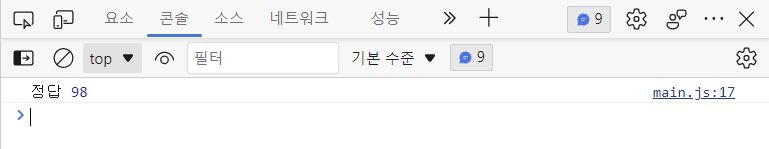 요소 콘솔 소스 네트워크 성능 9
top 필터 기본 수준 9
정답 98 main.js:17